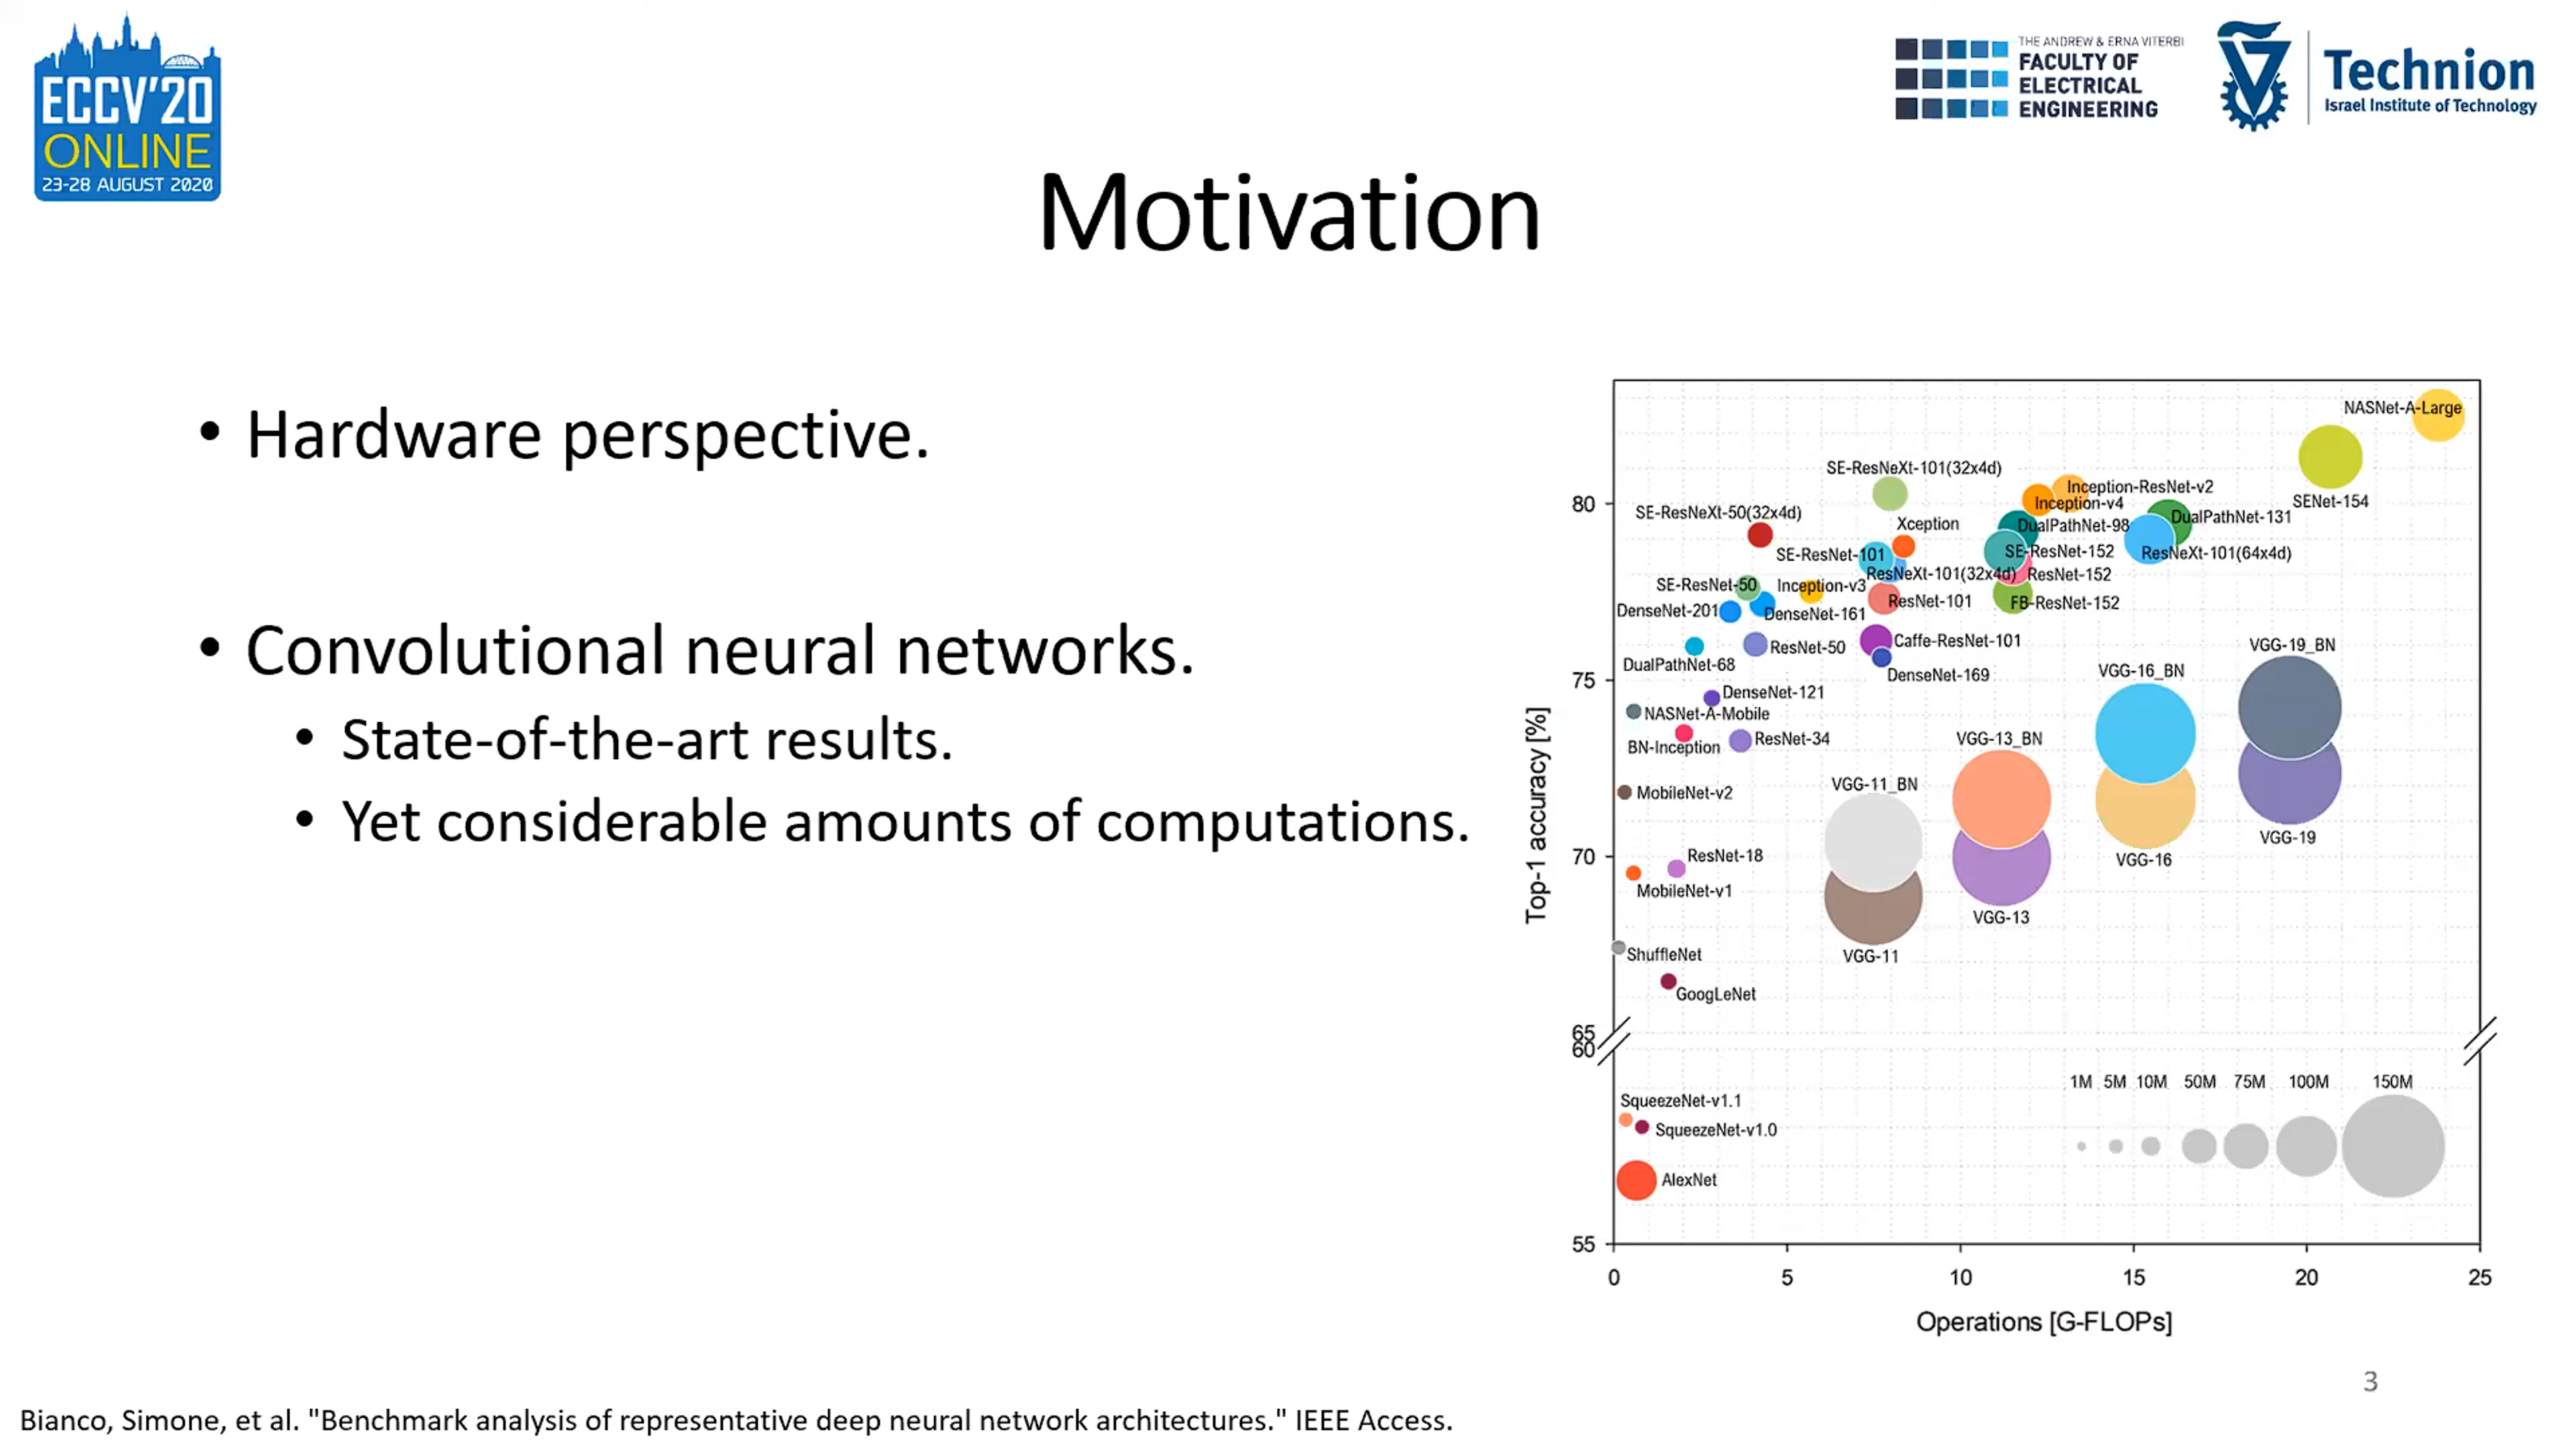 ECCV'20
ONLINE
23-28 AUGUST 2020
THE ANDREW & ERNA VITERBI
FACULTY OF
ELECTRICAL
ENGINEERING
Technion
Israel Institute of Technology
Motivation
• Hardware perspective.
• Convolutional neural networks.
• State-of-the-art results.
• Yet considerable amounts of computations.
NASNet-A-Large
SE-ResNeXt-101(32x4d)
Inception-ResNet-v2
SENet-154
80
Inception-v4
SE-ResNeXt-50(32x4d)
DualPathNet-131
Xception
DualPathNet-98
SE-ResNet-101
SE-ResNet-152
ResNeXt-101(64x4d)
ResNeXt-101(32x4d)
ResNet-152
SE-ResNet-50
Inception-v3
ResNet-101
FB-ResNet-152
DenseNet-201
DenseNet-161
Caffe-ResNet-101
ResNet-50
VGG-19_BN
DualPathNet-68
VGG-16_BN
DenseNet-169
75
DenseNet-121
NASNet-A-Mobile
ResNet-34
VGG-13_BN
BN-Inception
VGG-11_BN
MobileNet-v2
VGG-19
ResNet-18
70
VGG-16
MobileNet-v1
VGG-13
ShuffleNet
VGG-11
GoogLeNet
65
60
1M 5M 10M 50M 75M 100M 150M
SqueezeNet-v1.1
SqueezeNet-v1.0
AlexNet
55
0 5 10 15 20 25
Top-1 accuracy [%]
Operations [G-FLOPs]
3
Bianco, Simone, et al. "Benchmark analysis of representative deep neural network architectures." IEEE Access.